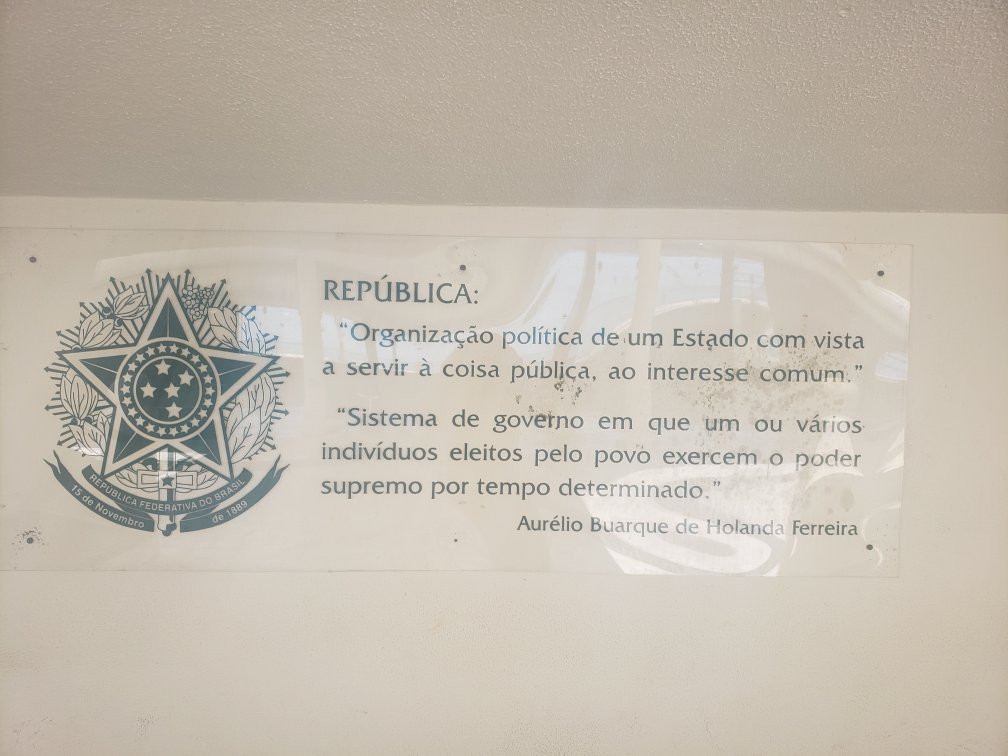 REPÚBLICA:
“Organização política de um Estado com vista
a servir à coisa pública, ao interesse comum.”
“Sistema de governo em que um ou vários
indivíduos eleitos pelo povo exercem o poder
supremo por tempo determinado.”
Aurélio Buarque de Holanda Ferreira
REPÚBLICA FEDERATIVA DO BRASIL
15 de Novembro de 1889